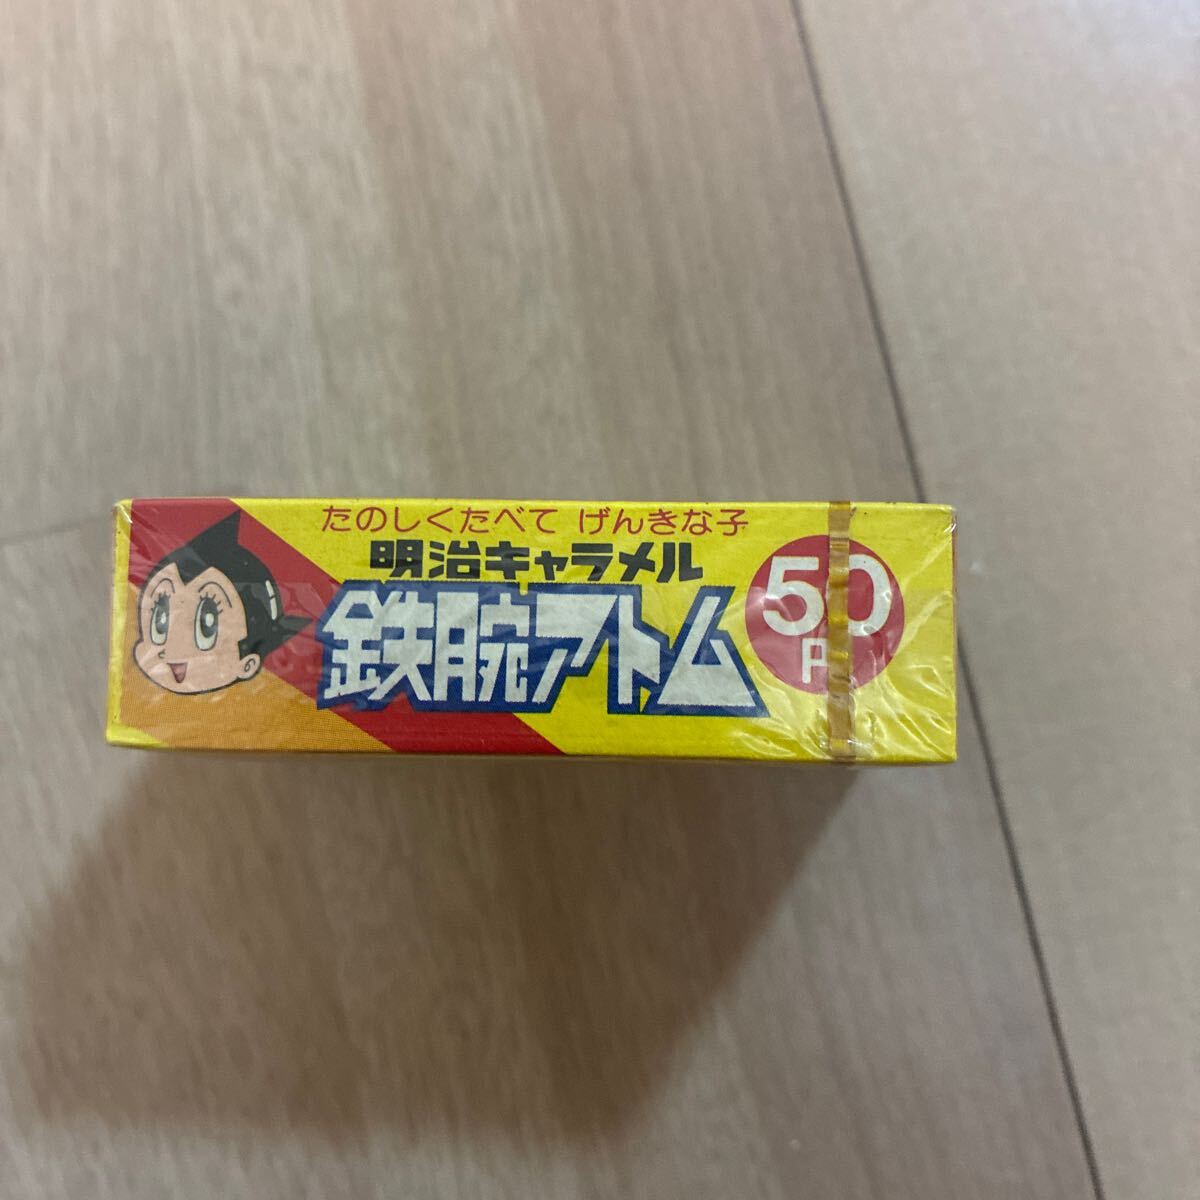 たのしくたべて げんきな子
明治キャラメル
鉄腕アトム
50
円